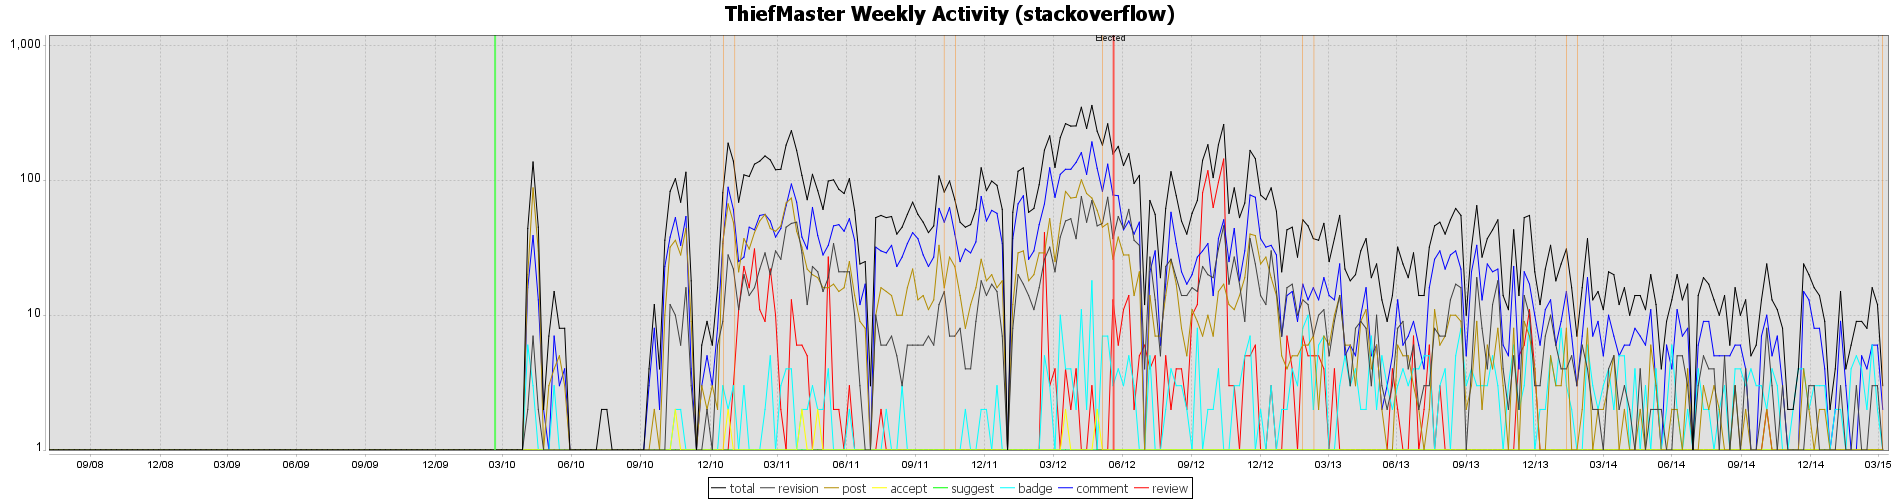 ThiefMaster Weekly Activity (stackoverflow)
Elected
1,000
100
10
1
09/08 12/08 03/09 06/09 09/09 12/09 03/10 06/10 09/10 12/10 03/11 06/11 09/11 12/11 03/12 06/12 09/12 12/12 03/13 06/13 09/13 12/13 03/14 06/14 09/14 12/14 03/15
total revision post accept suggest badge comment review